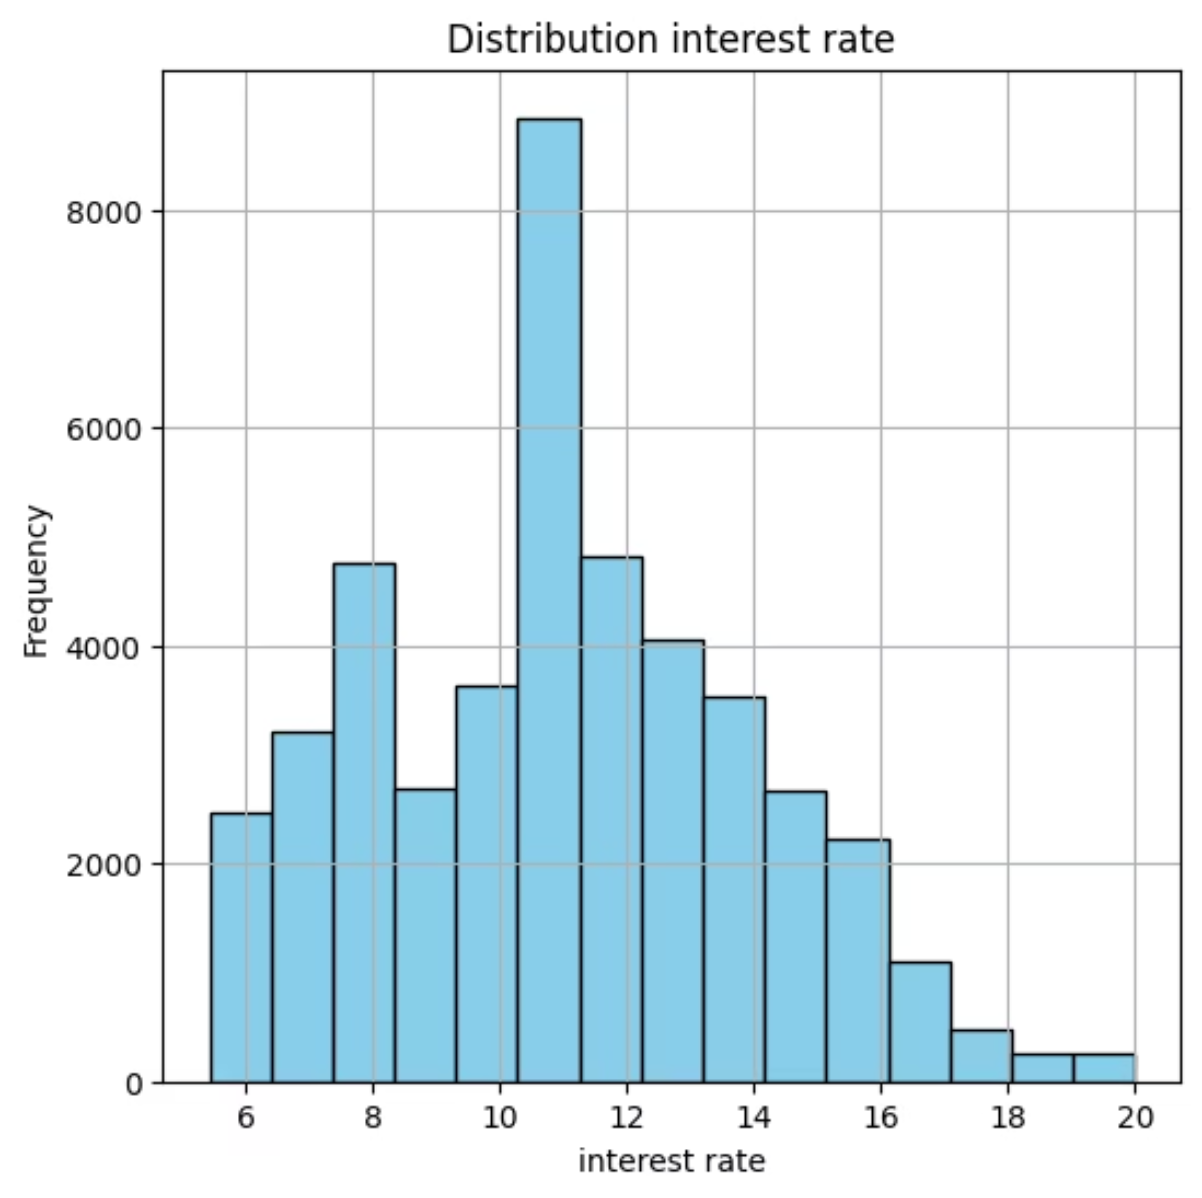 Distribution interest rate
Frequency
8000
6000
4000
2000
0
6 8 10 12 14 16 18 20
interest rate